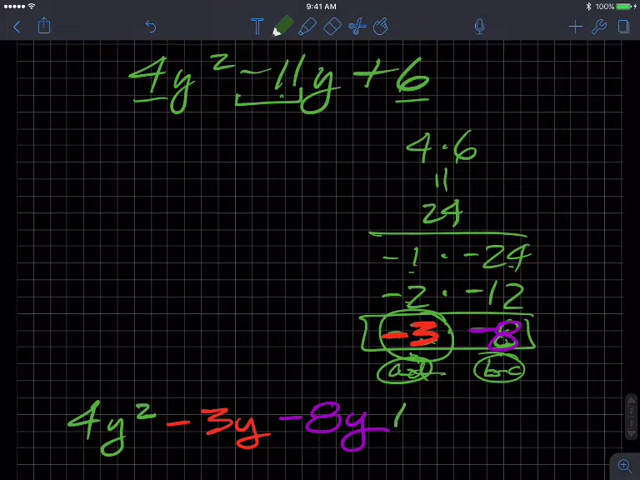 9:41 AM
100%
4y² -11y + 6
4 · 6
=
24
-1 · -24
-2 · -12
-3 · -8
4y² - 3y - 8y